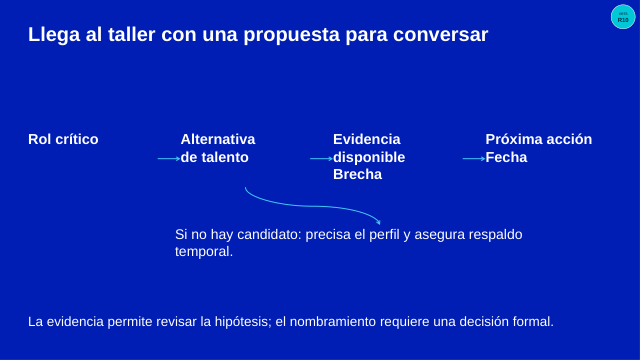 Llega al taller con una propuesta para conversar
R10
Rol crítico
Alternativa
de talento
Evidencia
disponible
Brecha
Próxima acción
Fecha
Si no hay candidato: precisa el perfil y asegura respaldo
temporal.
La evidencia permite revisar la hipótesis; el nombramiento requiere una decisión formal.